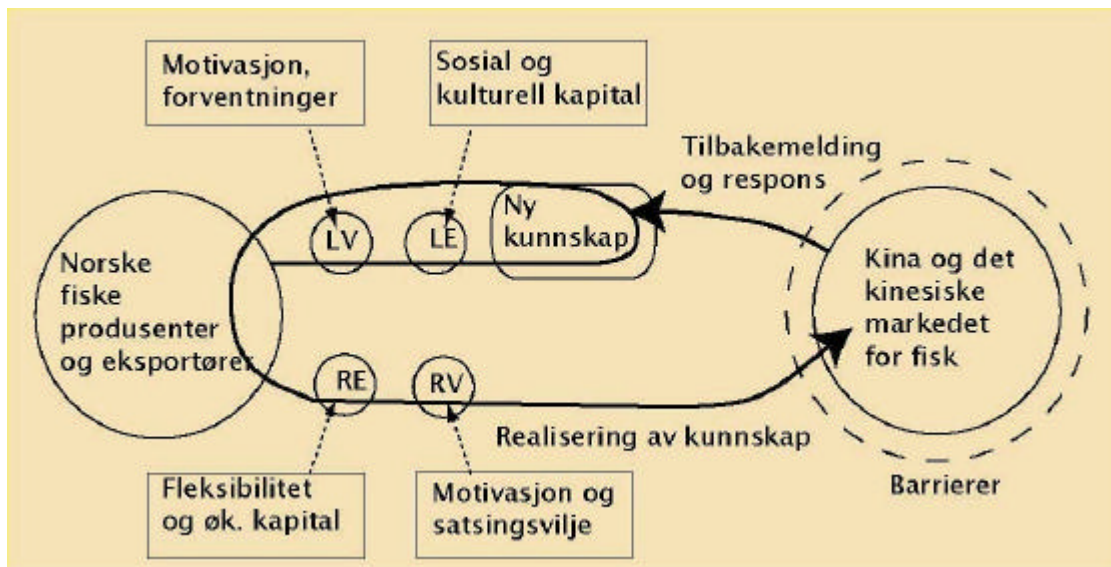 Motivasjon,
forventninger
Sosial og
kulturell kapital
Tilbakemelding
og respons
Ny
kunnskap
LV
LE
Norske
fiske
produsenter
og eksportører
Kina og det
kinesiske
markedet
for fisk
RE
RV
Realisering av kunnskap
Barrierer
Fleksibilitet
og øk. kapital
Motivasjon og
satsingsvilje